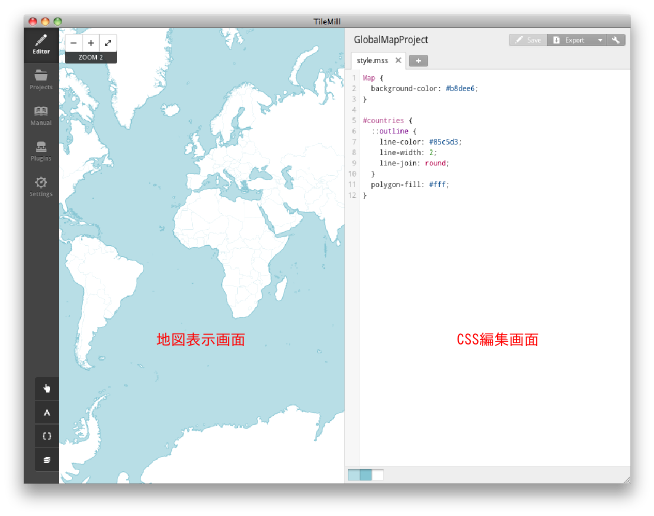 TileMill
Editor
Projects
Manual
Plugins
Settings
ZOOM 2
地図表示画面
GlobalMapProject
Save
Export
style.mss
1 Map {
2 background-color: #b8dee6;
3 }
4
5 #countries {
6 ::outline {
7 line-color: #85c5d3;
8 line-width: 2;
9 line-join: round;
10 }
11 polygon-fill: #fff;
12 }
CSS編集画面